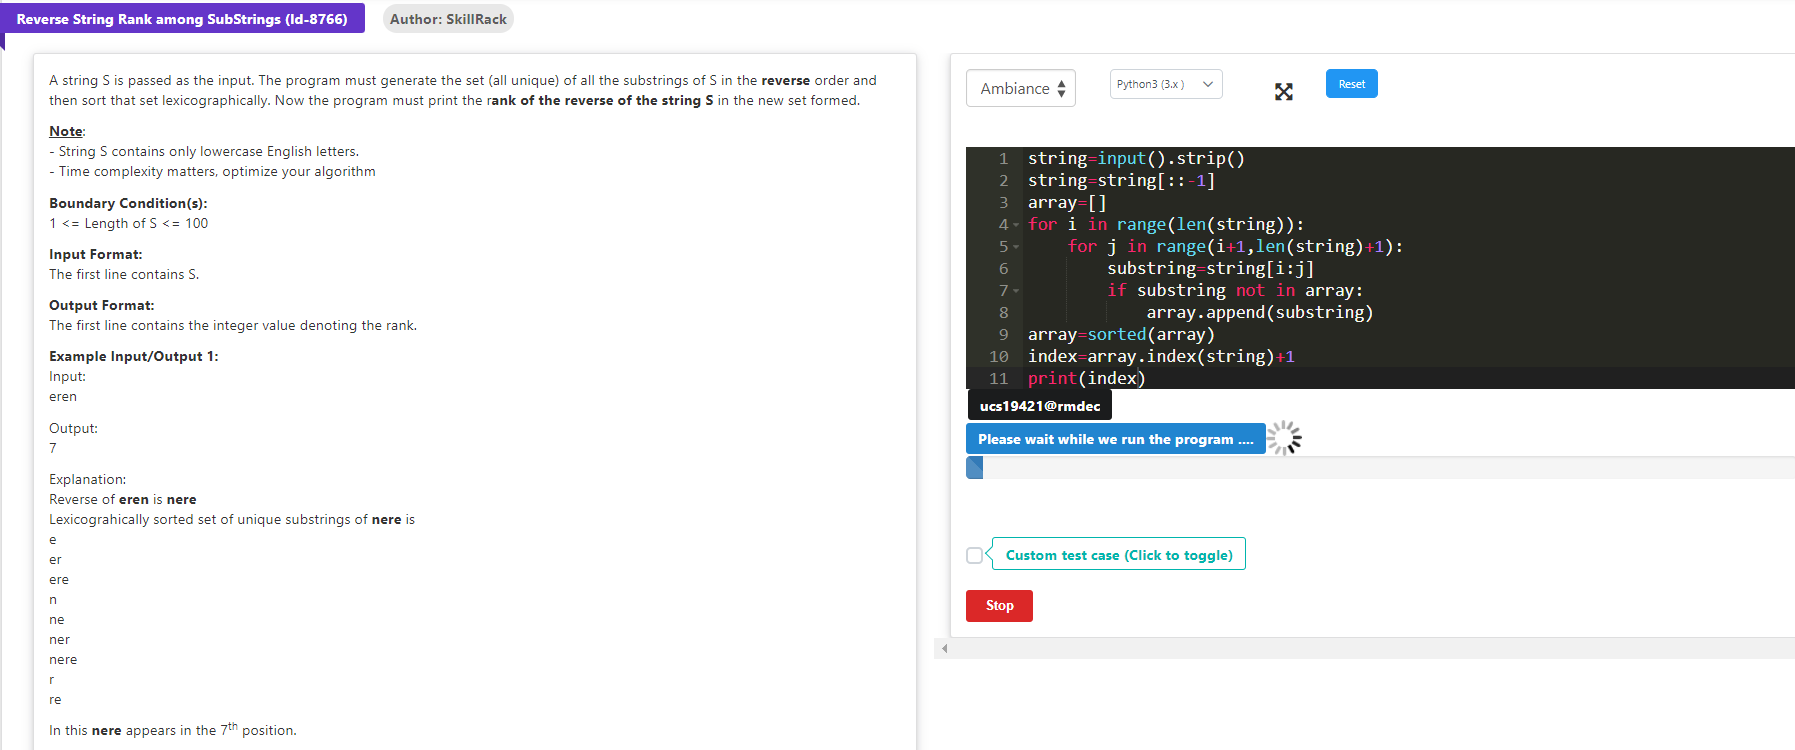 Reverse String Rank among SubStrings (Id-8766)
Author: SkillRack
A string S is passed as the input. The program must generate the set (all unique) of all the substrings of S in the reverse order and
then sort that set lexicographically. Now the program must print the rank of the reverse of the string S in the new set formed.
Note:
- String S contains only lowercase English letters.
- Time complexity matters, optimize your algorithm
Boundary Condition(s):
1 <= Length of S <= 100
Input Format:
The first line contains S.
Output Format:
The first line contains the integer value denoting the rank.
Example Input/Output 1:
Input:
eren
Output:
7
Explanation:
Reverse of eren is nere
Lexicograhically sorted set of unique substrings of nere is
e
er
ere
n
ne
ner
nere
r
re
In this nere appears in the 7th position.
Ambiance
Python3 (3.x)
Reset
1 string=input().strip()
2 string=string[::-1]
3 array=[]
4 for i in range(len(string)):
5     for j in range(i+1,len(string)+1):
6         substring=string[i:j]
7         if substring not in array:
8             array.append(substring)
9 array=sorted(array)
10 index=array.index(string)+1
11 print(index)
ucs19421@rmdec
Please wait while we run the program ....
Custom test case (Click to toggle)
Stop